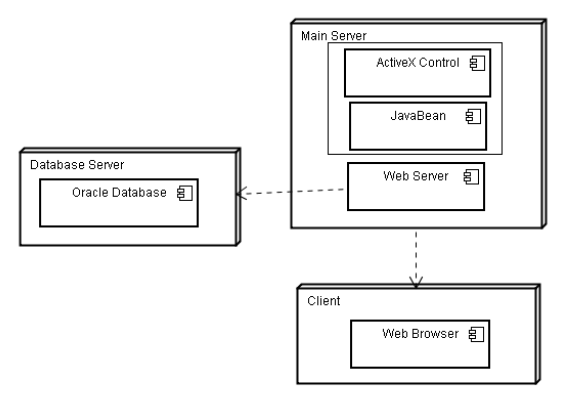 Main Server
ActiveX Control
JavaBean
Database Server
Web Server
Oracle Database
Client
Web Browser